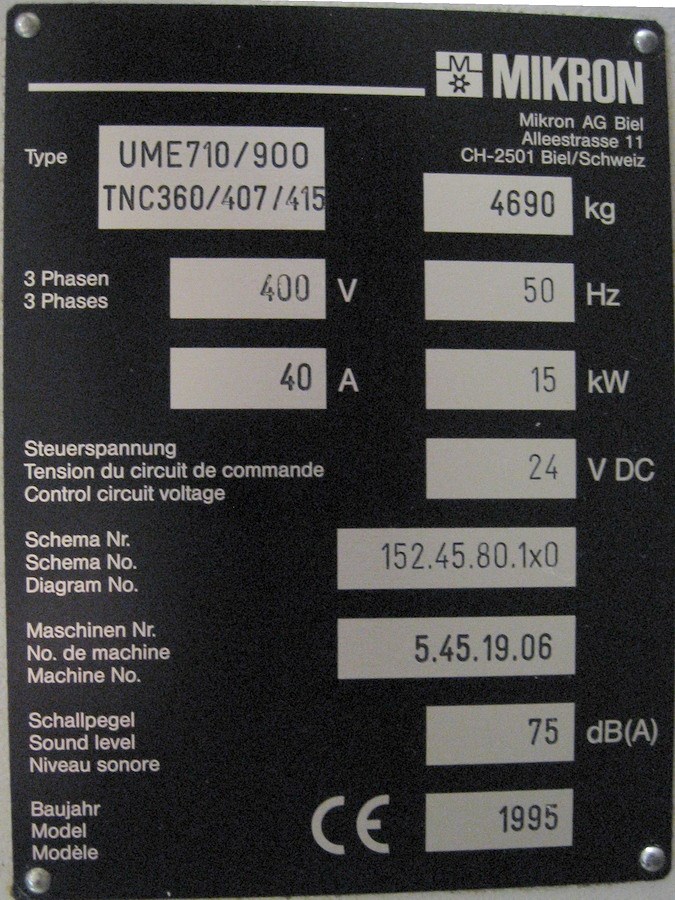 MIKRON
Mikron AG Biel
Alleestrasse 11
CH-2501 Biel/Schweiz
Type UME710/900
TNC360/407/415
4690 kg
3 Phasen
3 Phases
400 V
50 Hz
40 A
15 kW
Steuerspannung
Tension du circuit de commande
Control circuit voltage
24 V DC
Schema Nr.
Schema No.
Diagram No.
152.45.80.1x0
Maschinen Nr.
No. de machine
Machine No.
5.45.19.06
Schallpegel
Sound level
Niveau sonore
75 dB(A)
Baujahr
Model
Modèle
CE
1995